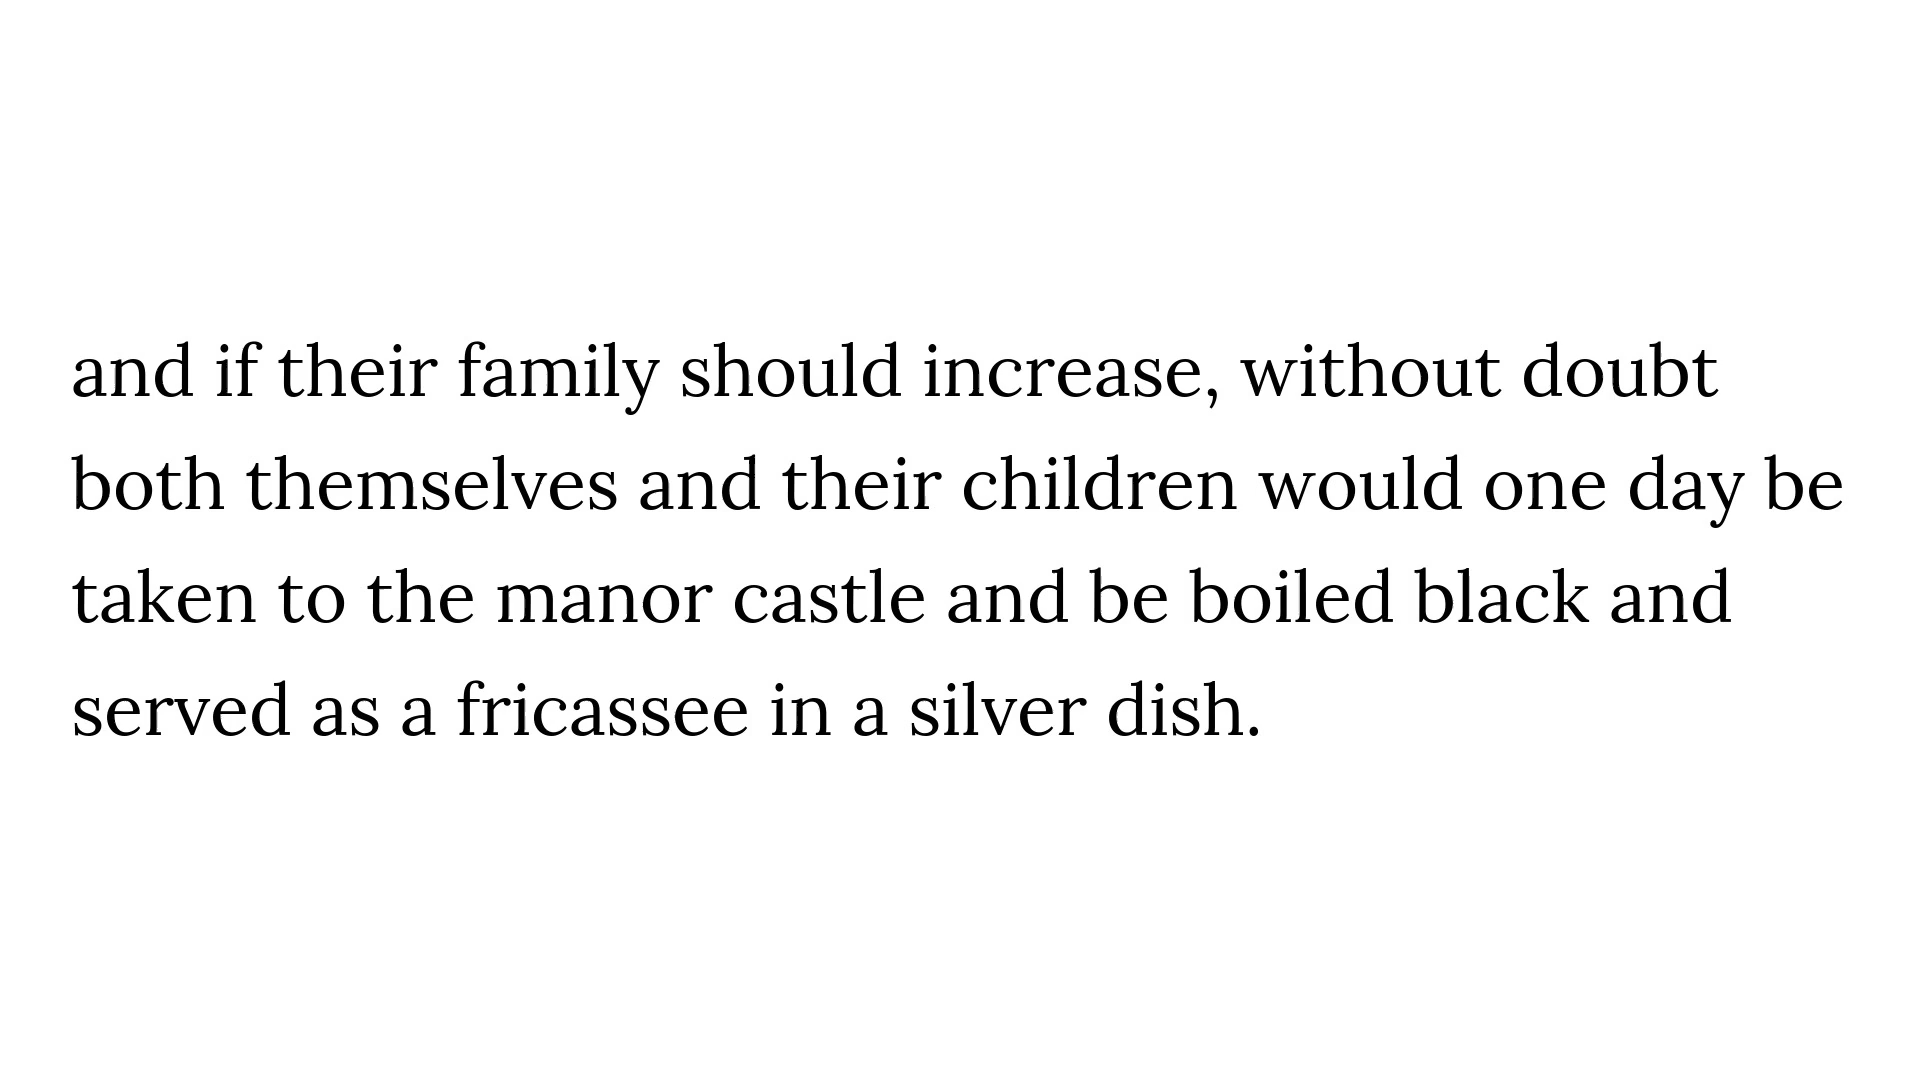 and if their family should increase, without doubt
both themselves and their children would one day be
taken to the manor castle and be boiled black and
served as a fricassee in a silver dish.